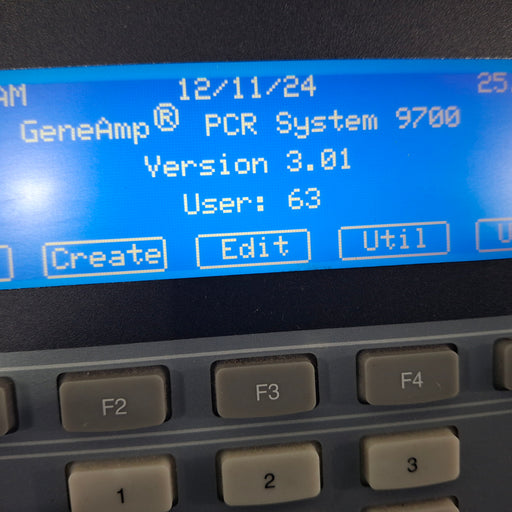 AM 12/11/24 25.
GeneAmp® PCR System 9700
Version 3.01
User: 63
Create Edit Util U
F2 F3 F4
1 2 3